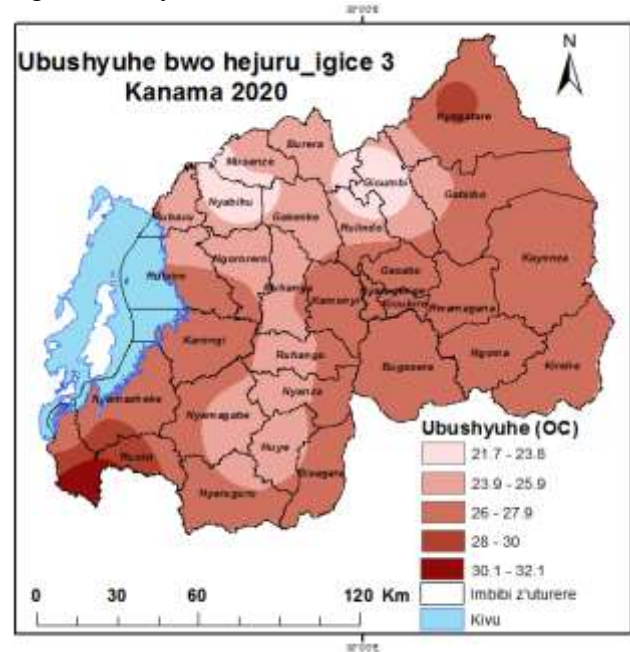 Ubushyuhe bwo hejuru_igice 3
Kanama 2020
N
Nyagatare
Burera
Musanze
Gicumbi
Nyabihu
Gatsibo
Rubavu
Gakenke
Rulindo
Kayonza
Ngororero
Rutsiro
Gasabo
Muhanga
Kamonyi
Rwamagana
Karongi
Ruhango
Bugesera
Ngoma
Kirehe
Nyanza
Nyamasheke
Nyamagabe
Huye
Rusizi
Gisagara
Nyaruguru
Ubushyuhe (OC)
21.7 - 23.8
23.9 - 25.9
26 - 27.9
28 - 30
30.1 - 32.1
Imbibi z'uturere
Kivu
0 30 60 120 Km